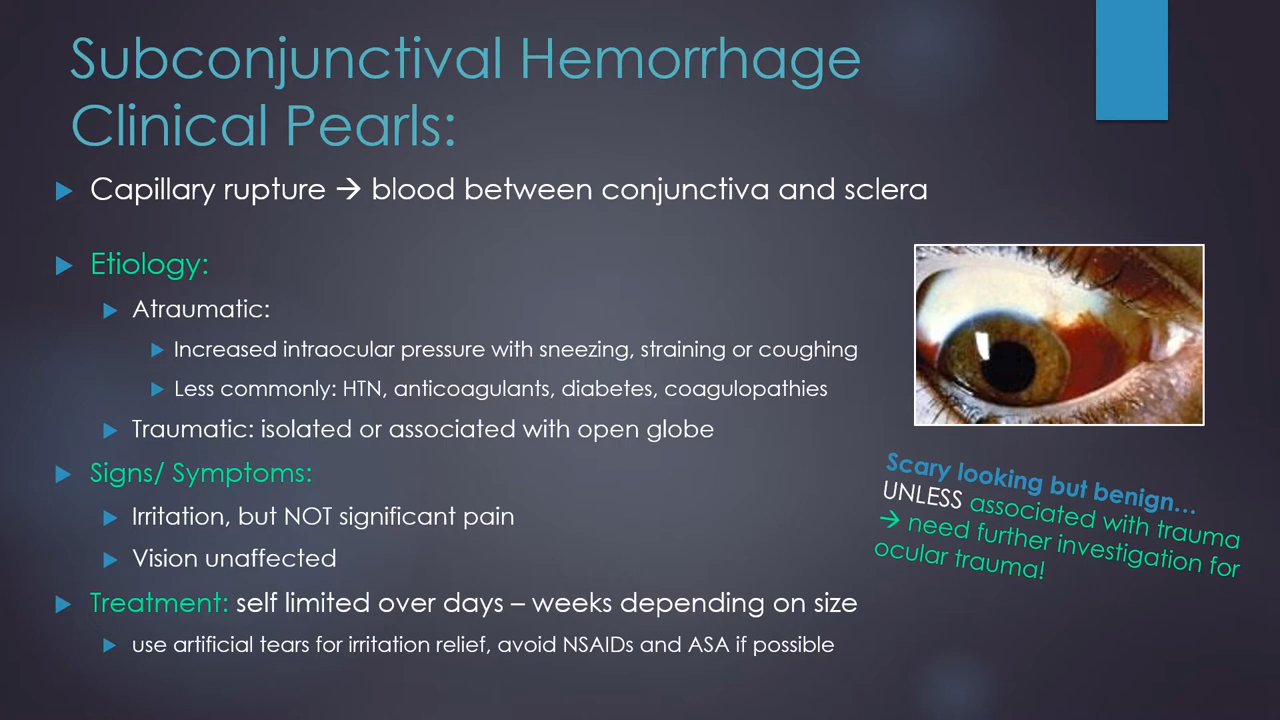 Subconjunctival Hemorrhage
Clinical Pearls:
Capillary rupture → blood between conjunctiva and sclera
Etiology:
Atraumatic:
Increased intraocular pressure with sneezing, straining or coughing
Less commonly: HTN, anticoagulants, diabetes, coagulopathies
Traumatic: isolated or associated with open globe
Signs/ Symptoms:
Irritation, but NOT significant pain
Vision unaffected
Treatment: self limited over days – weeks depending on size
use artificial tears for irritation relief, avoid NSAIDs and ASA if possible
Scary looking but benign…
UNLESS associated with trauma
→ need further investigation for
ocular trauma!